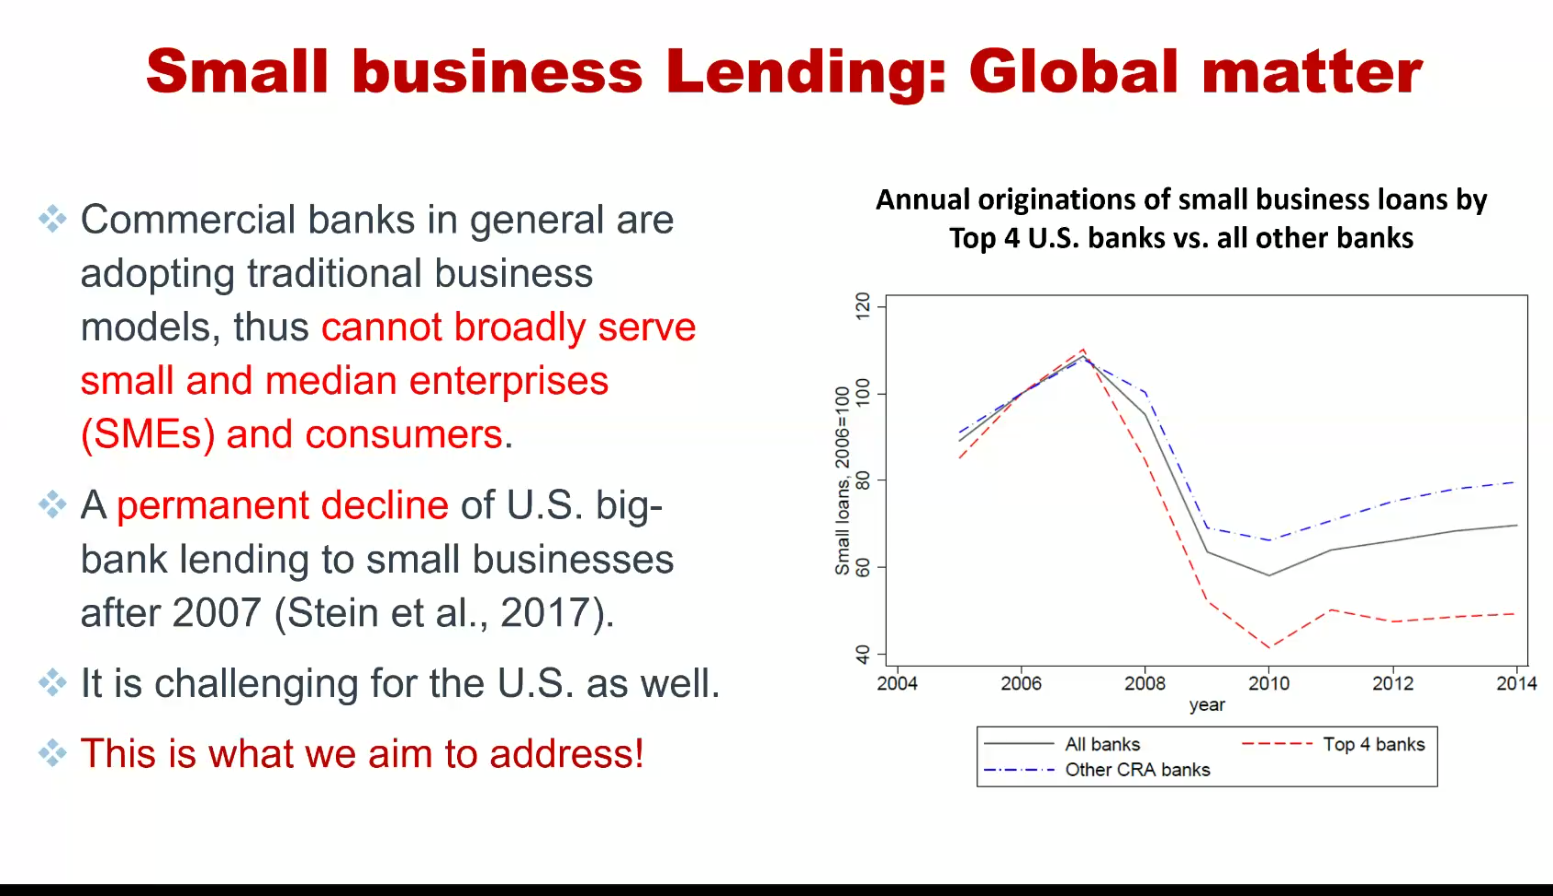 Small business Lending: Global matter
Commercial banks in general are
adopting traditional business
models, thus cannot broadly serve
small and median enterprises
(SMEs) and consumers.
A permanent decline of U.S. big-
bank lending to small businesses
after 2007 (Stein et al., 2017).
It is challenging for the U.S. as well.
This is what we aim to address!
Annual originations of small business loans by
Top 4 U.S. banks vs. all other banks
Small loans, 2006=100
120
100
80
60
40
2004 2006 2008 2010 2012 2014
year
All banks Top 4 banks
Other CRA banks